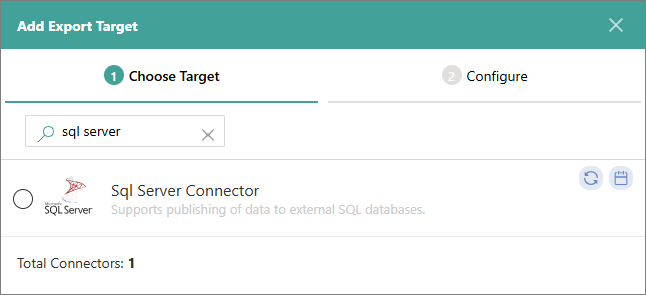 Add Export Target
1 Choose Target
2 Configure
sql server
Microsoft
SQL Server
Sql Server Connector
Supports publishing of data to external SQL databases.
Total Connectors: 1